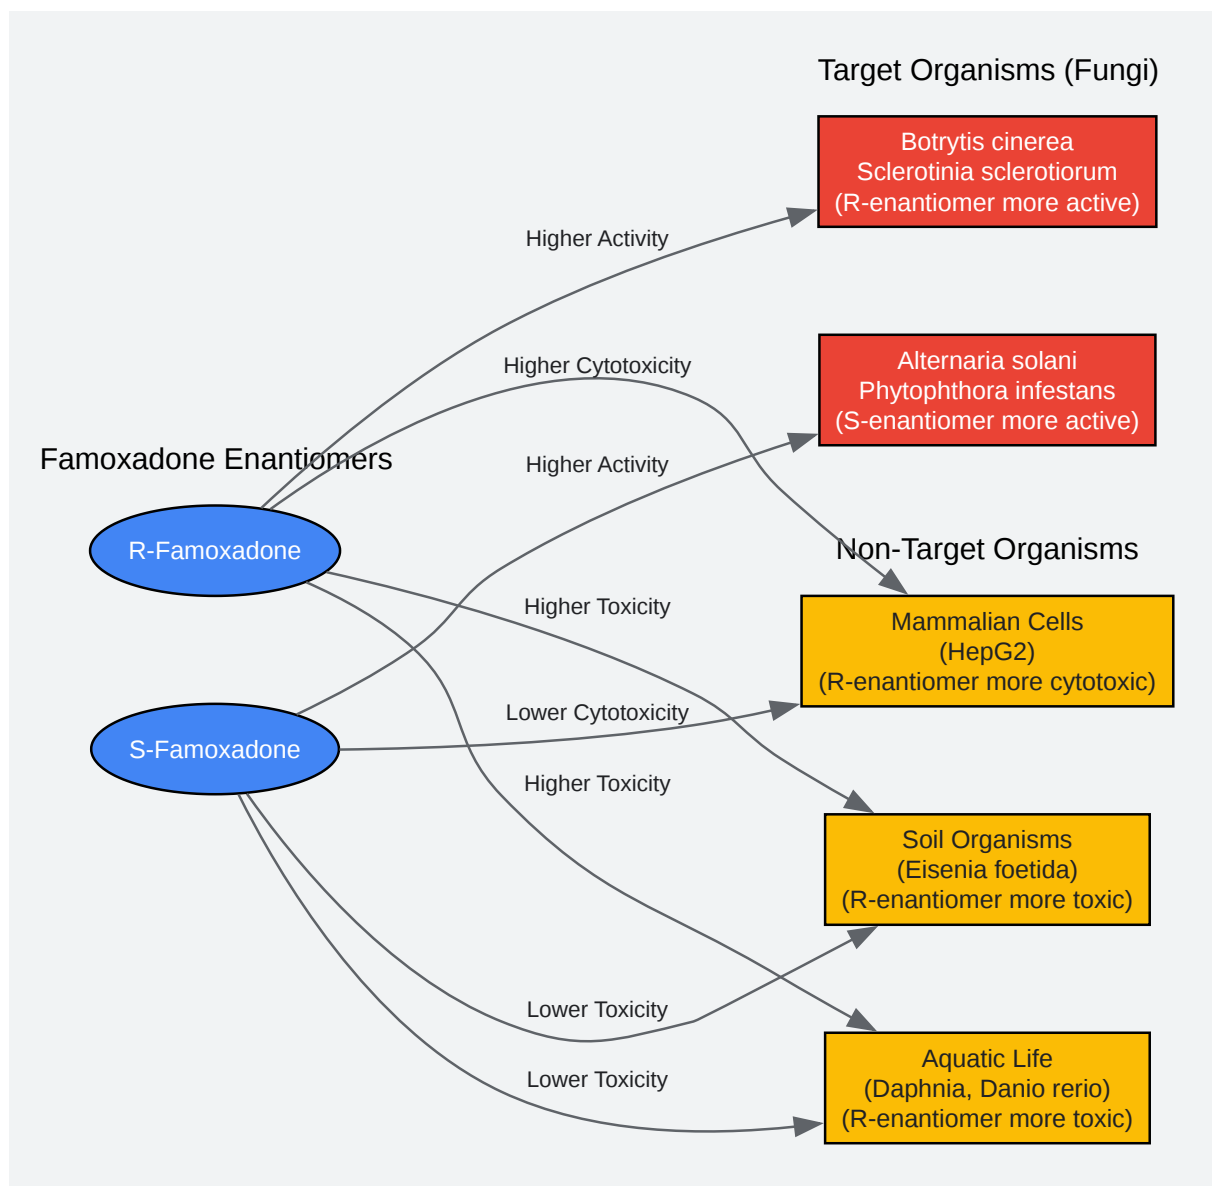 Target Organisms (Fungi)
Botrytis cinerea
Sclerotinia sclerotiorum
(R-enantiomer more active)
Higher Activity
Alternaria solani
Phytophthora infestans
(S-enantiomer more active)
Higher Cytotoxicity
Famoxadone Enantiomers
Higher Activity
R-Famoxadone
Non-Target Organisms
Higher Toxicity
Mammalian Cells
(HepG2)
(R-enantiomer more cytotoxic)
Lower Cytotoxicity
S-Famoxadone
Higher Toxicity
Soil Organisms
(Eisenia foetida)
(R-enantiomer more toxic)
Lower Toxicity
Aquatic Life
(Daphnia, Danio rerio)
(R-enantiomer more toxic)
Lower Toxicity